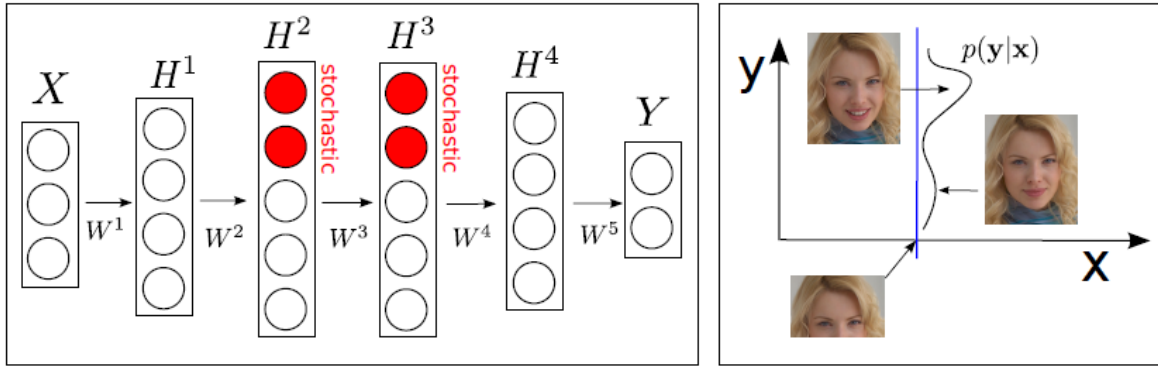 X
H¹
H²
H³
H⁴
Y
stochastic
stochastic
W¹
W²
W³
W⁴
W⁵
y
p(y|x)
x